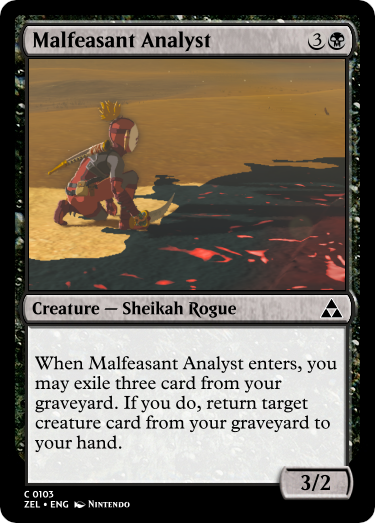 Malfeasant Analyst 3
Creature — Sheikah Rogue
When Malfeasant Analyst enters, you
may exile three card from your
graveyard. If you do, return target
creature card from your graveyard to
your hand.
3/2
C 0103
ZEL • ENG Nintendo